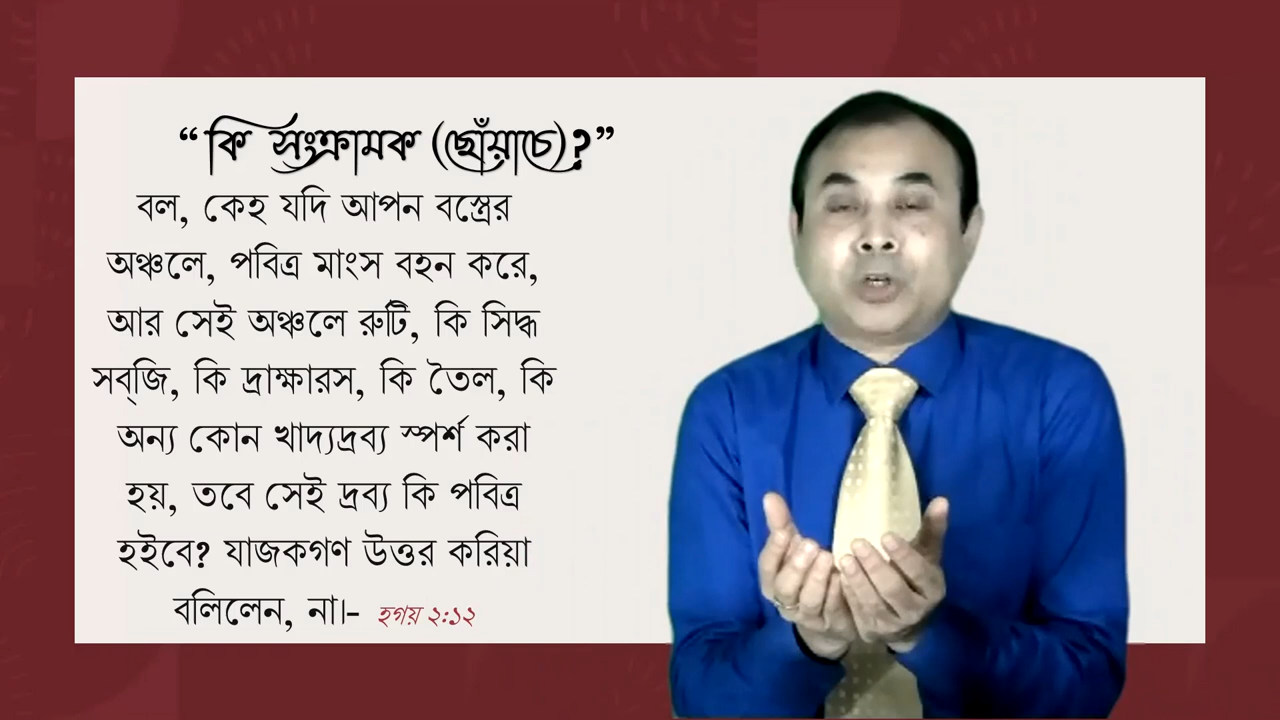 “কি সংক্রামক (ছোঁয়াচে)?”
বল, কেহ যদি আপন বস্ত্রের
অঞ্চলে, পবিত্র মাংস বহন করে,
আর সেই অঞ্চলে রুটি, কি সিদ্ধ
সব্‌জি, কি দ্রাক্ষারস, কি তৈল, কি
অন্য কোন খাদ্যদ্রব্য স্পর্শ করা
হয়, তবে সেই দ্রব্য কি পবিত্র
হইবে? যাজকগণ উত্তর করিয়া
বলিলেন, না।- হগয় ২:১২